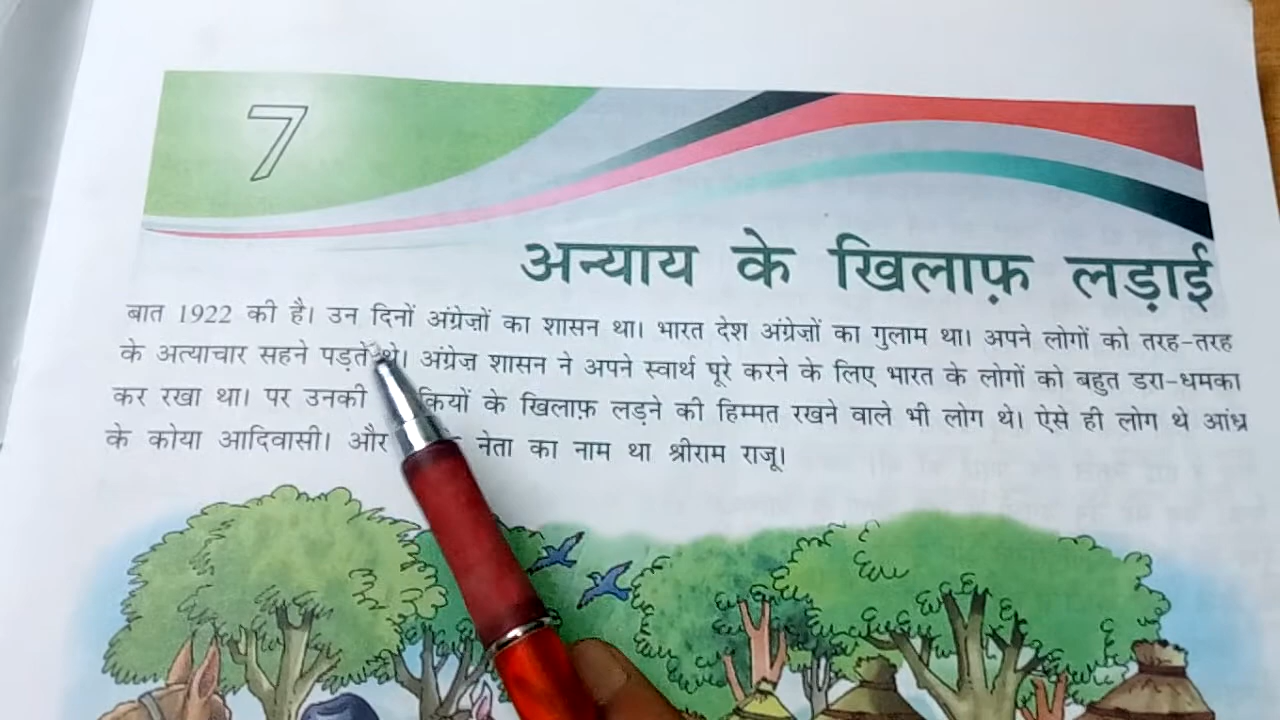 7
अन्याय के खिलाफ़ लड़ाई
बात 1922 की है। उन दिनों अंग्रेज़ों का शासन था। भारत देश अंग्रेज़ों का गुलाम था। अपने लोगों को तरह-तरह
के अत्याचार सहने पड़ते थे। अंग्रेज़ शासन ने अपने स्वार्थ पूरे करने के लिए भारत के लोगों को बहुत डरा-धमका
कर रखा था। पर उनकी कियों के खिलाफ़ लड़ने की हिम्मत रखने वाले भी लोग थे। ऐसे ही लोग थे आंध्र
के कोया आदिवासी। और नेता का नाम था श्रीराम राजू।